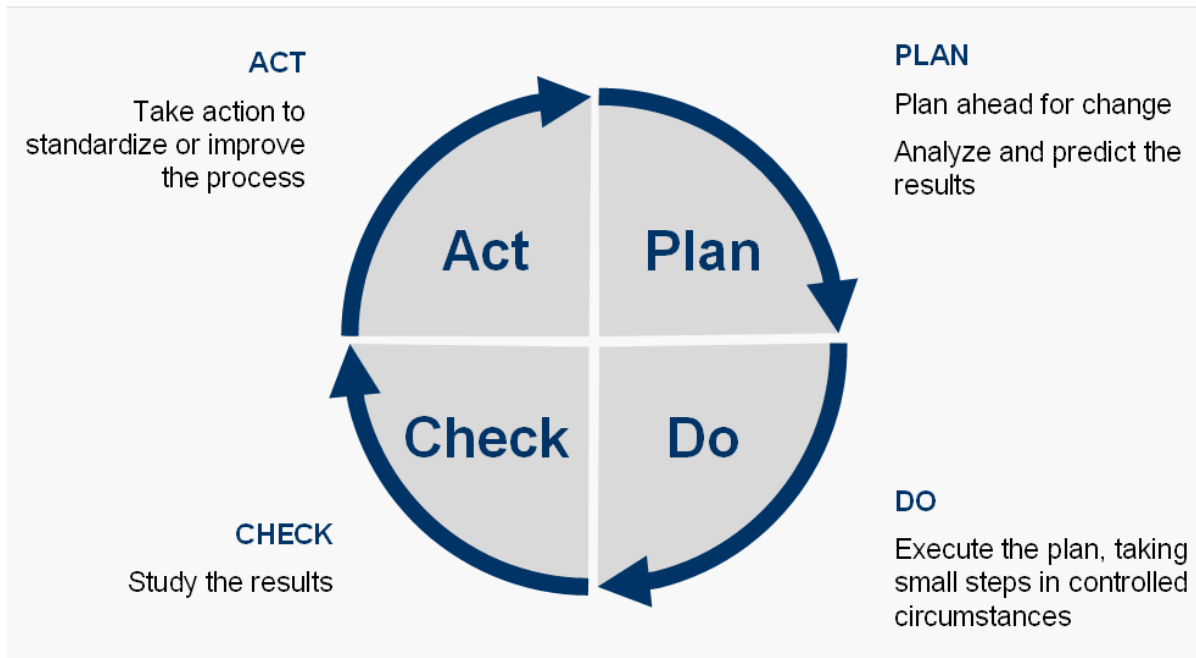 ACT
Take action to
standardize or improve
the process
PLAN
Plan ahead for change
Analyze and predict the
results
Act
Plan
Check
Do
CHECK
Study the results
DO
Execute the plan, taking
small steps in controlled
circumstances